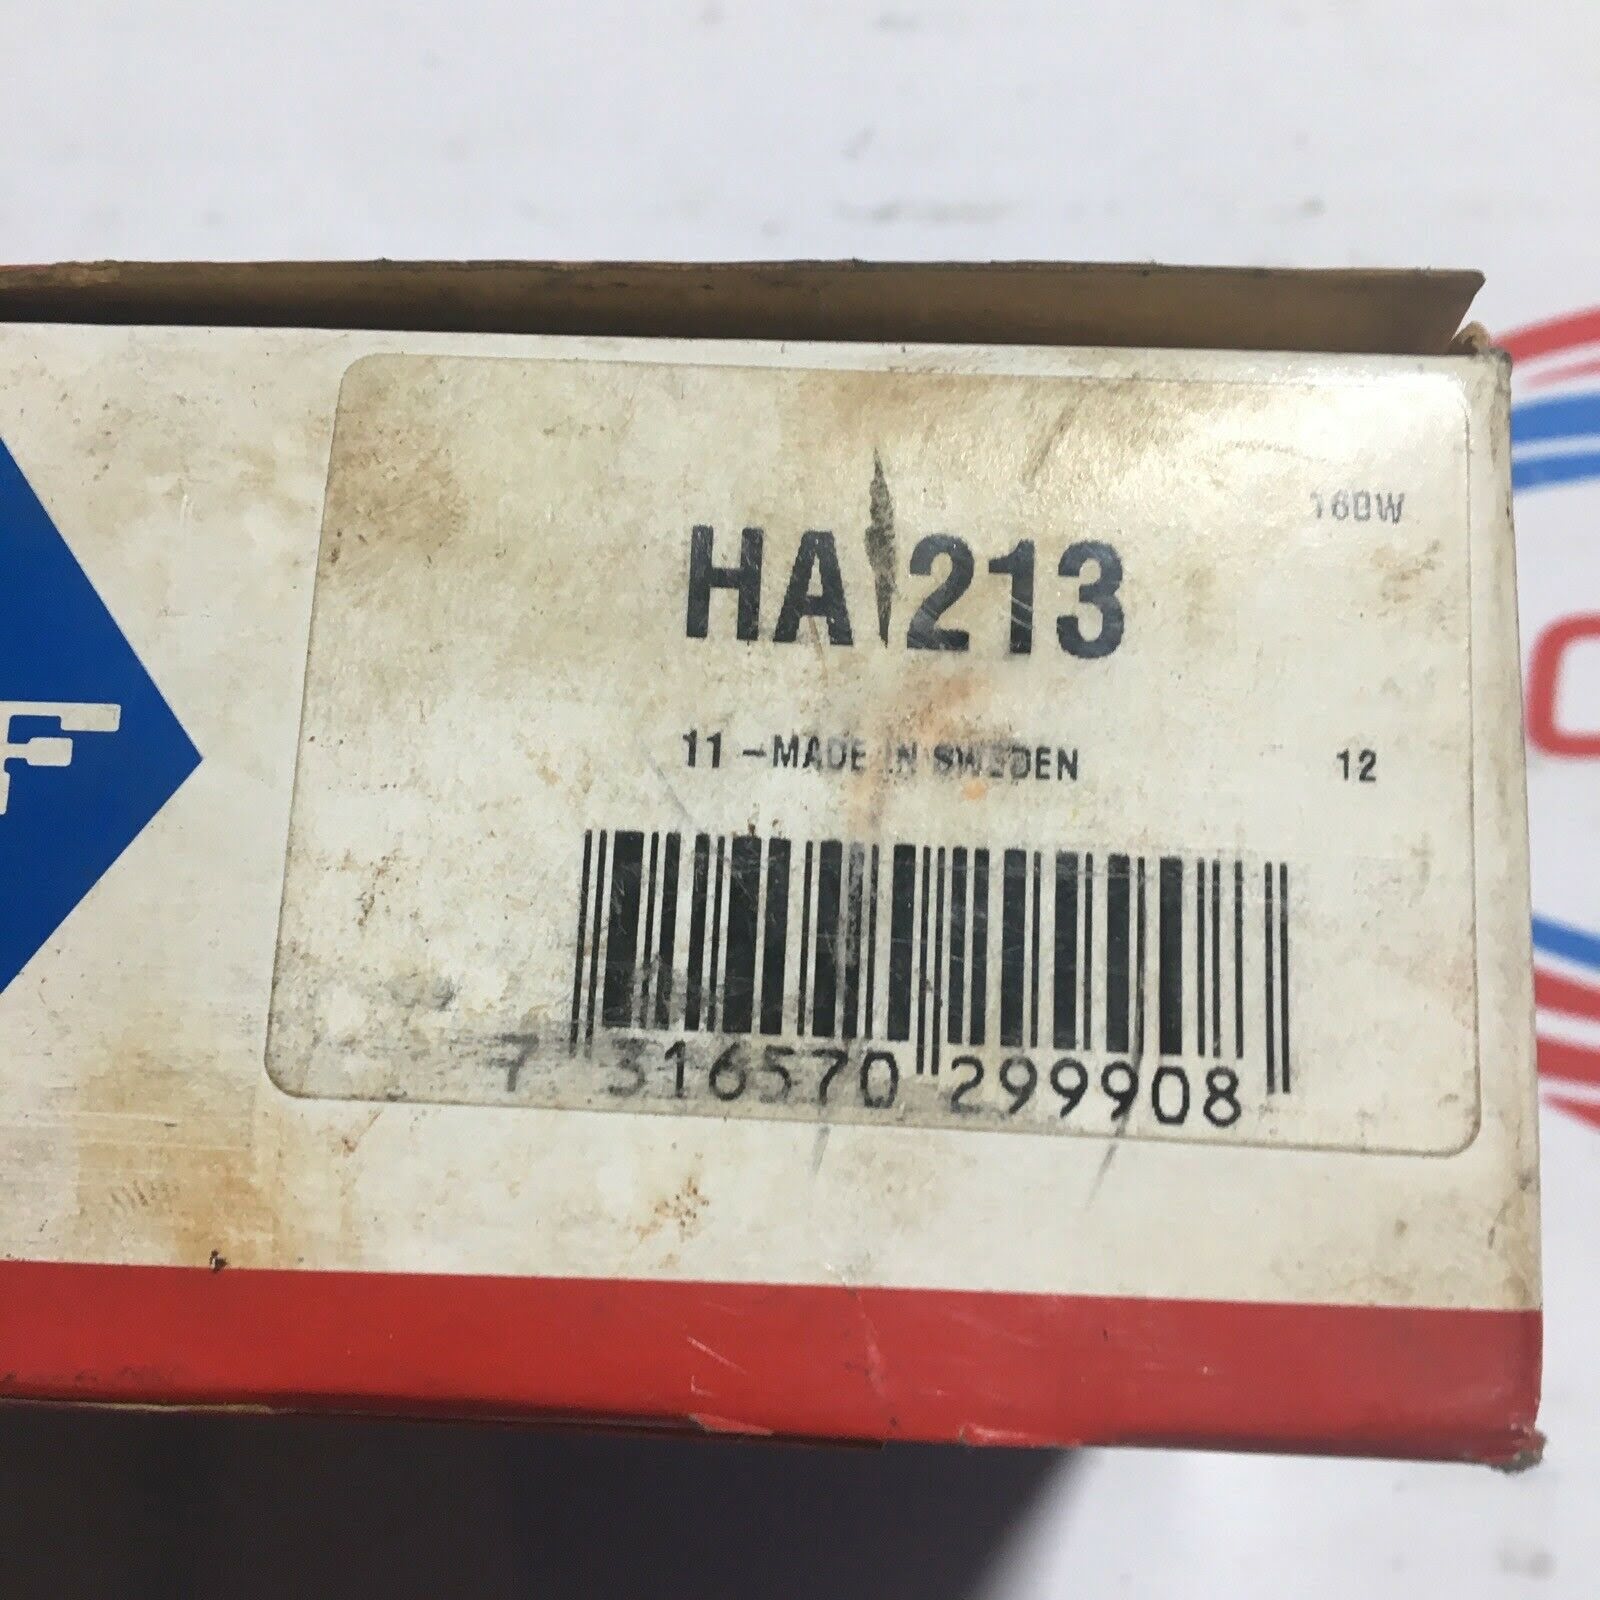 160W
HA 213
11 - MADE IN SWEDEN 12
7 316570 299908